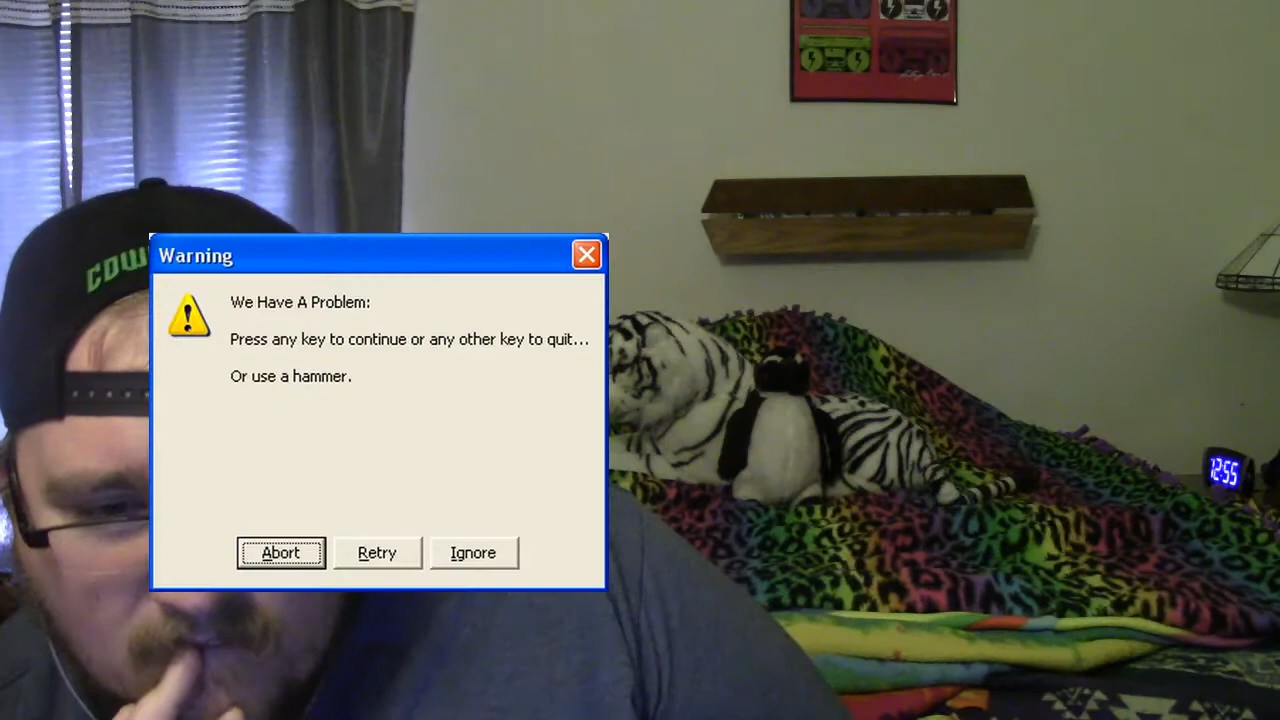 COW
Warning
We Have A Problem:
Press any key to continue or any other key to quit...
Or use a hammer.
Abort
Retry
Ignore
12:55